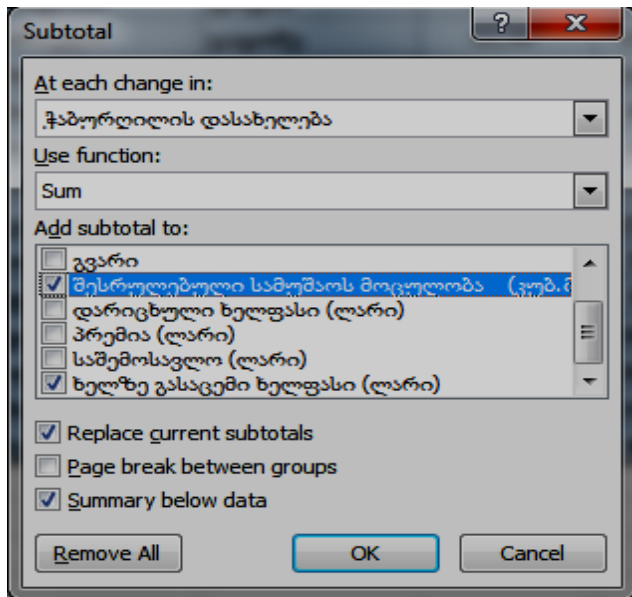 Subtotal
At each change in:
ჭაბურღილის დასახელება
Use function:
Sum
Add subtotal to:
გვარი
შესრულებული სამუშაოს მოცულობა (კუბ.მ
დარიცხული ხელფასი (ლარი)
პრემია (ლარი)
საშემოსავლო (ლარი)
ხელზე გასაცემი ხელფასი (ლარი)
Replace current subtotals
Page break between groups
Summary below data
Remove All
OK
Cancel